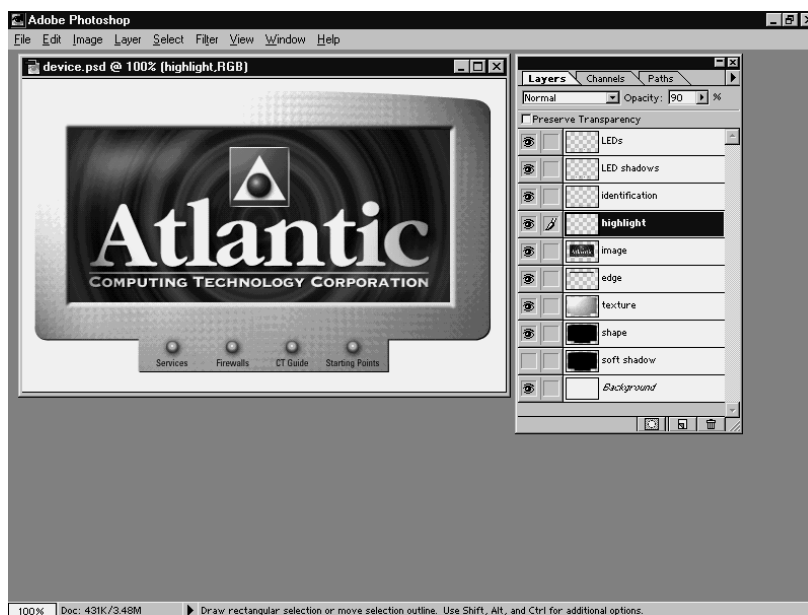 Adobe Photoshop
File Edit Image Layer Select Filter View Window Help
device.psd @ 100% (highlight,RGB)
Atlantic
COMPUTING TECHNOLOGY CORPORATION
Services Firewalls CT Guide Starting Points
Layers Channels Paths
Normal Opacity: 90 %
Preserve Transparency
LEDs
LED shadows
identification
highlight
image
edge
texture
shape
soft shadow
Background
100% Doc: 431K/3.48M Draw rectangular selection or move selection outline. Use Shift, Alt, and Ctrl for additional options.